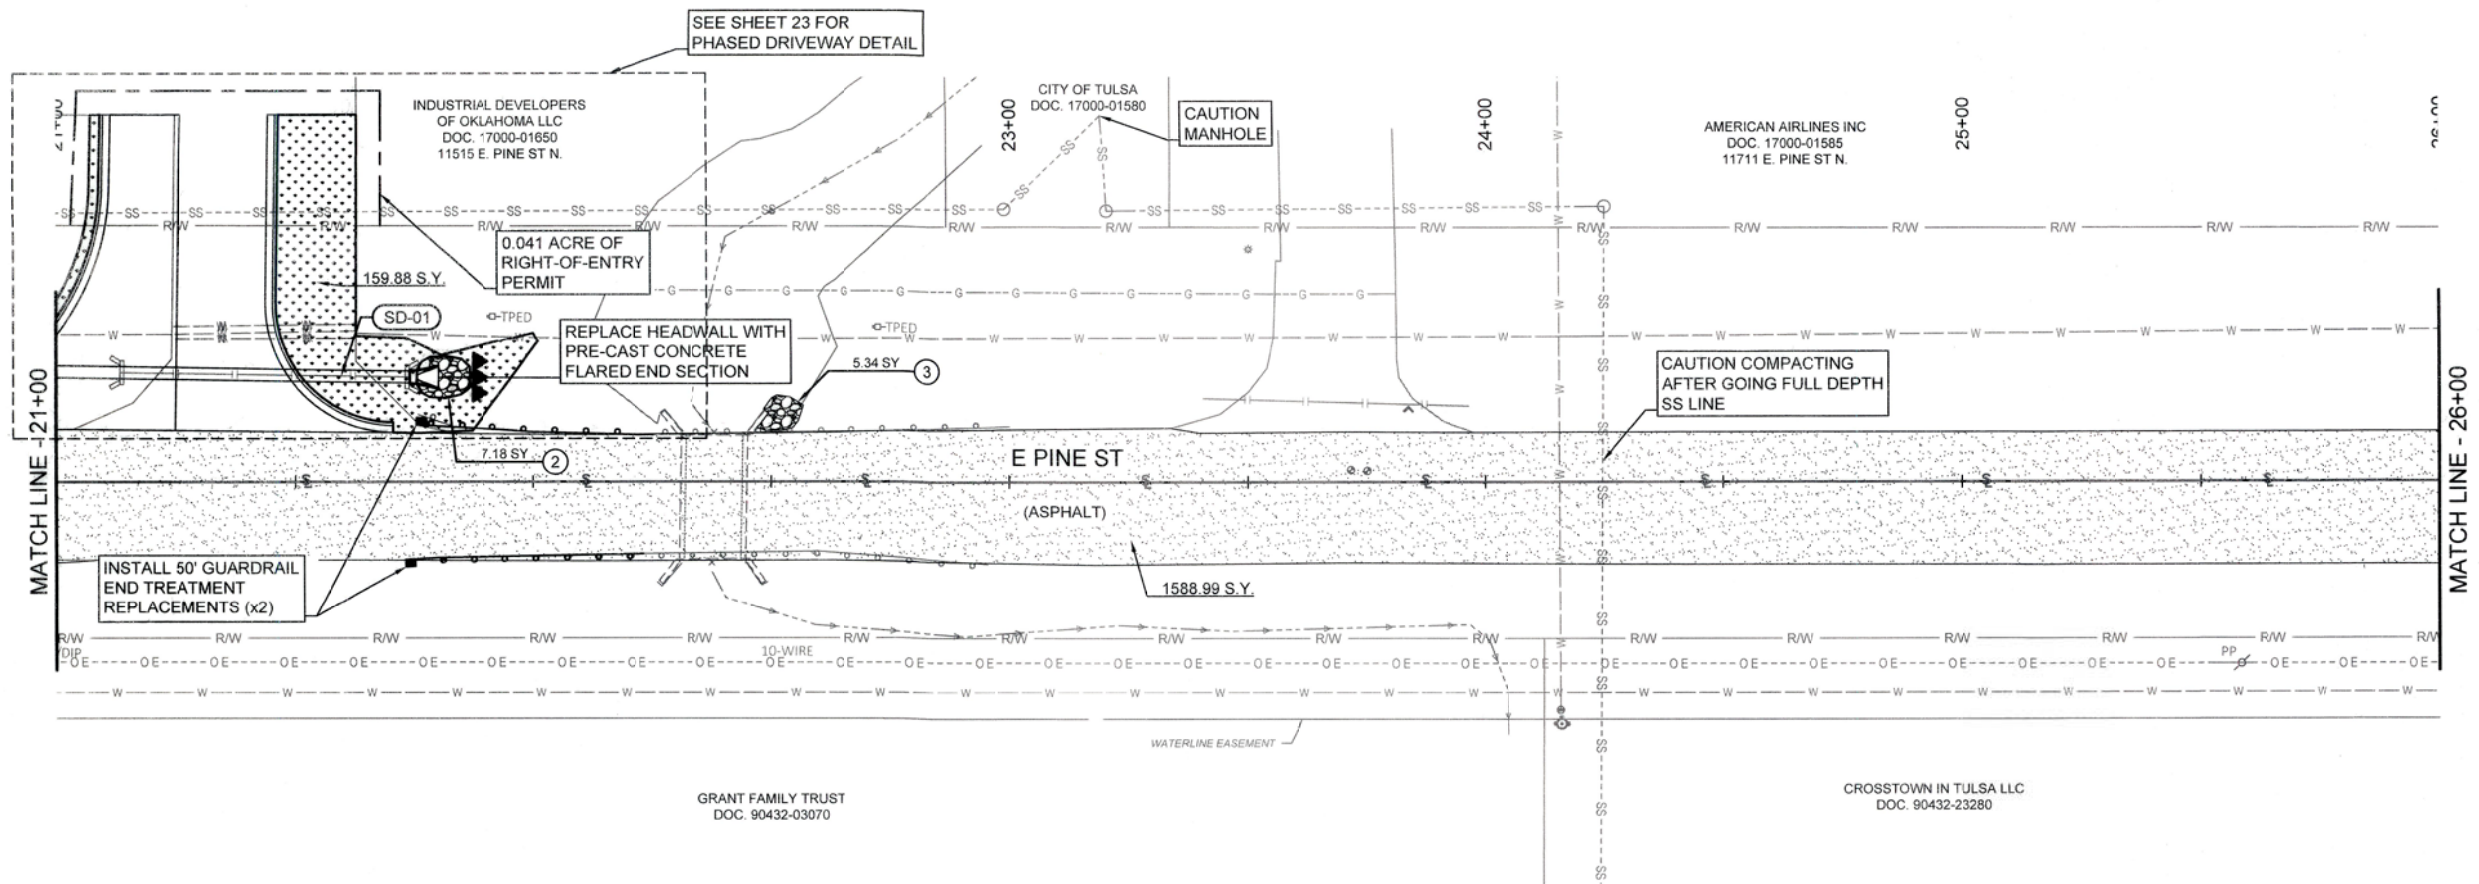 SEE SHEET 23 FOR
PHASED DRIVEWAY DETAIL
INDUSTRIAL DEVELOPERS
OF OKLAHOMA LLC
DOC. 17000-01650
11515 E. PINE ST N.
23+00
CITY OF TULSA
DOC. 17000-01580
CAUTION
MANHOLE
24+00
AMERICAN AIRLINES INC
DOC. 17000-01585
11711 E. PINE ST N.
25+00
0.041 ACRE OF
RIGHT-OF-ENTRY
PERMIT
159.88 S.Y.
SD-01
TPED
REPLACE HEADWALL WITH
PRE-CAST CONCRETE
FLARED END SECTION
TPED
5.34 SY
3
CAUTION COMPACTING
AFTER GOING FULL DEPTH
SS LINE
MATCH LINE - 21+00
7.18 SY
2
E PINE ST
(ASPHALT)
1588.99 S.Y.
MATCH LINE - 26+00
INSTALL 50' GUARDRAIL
END TREATMENT
REPLACEMENTS (x2)
R/W
DIP
OE
10-WIRE
PP
W
SS
G
WATERLINE EASEMENT
GRANT FAMILY TRUST
DOC. 90432-03070
CROSSTOWN IN TULSA LLC
DOC. 90432-23280